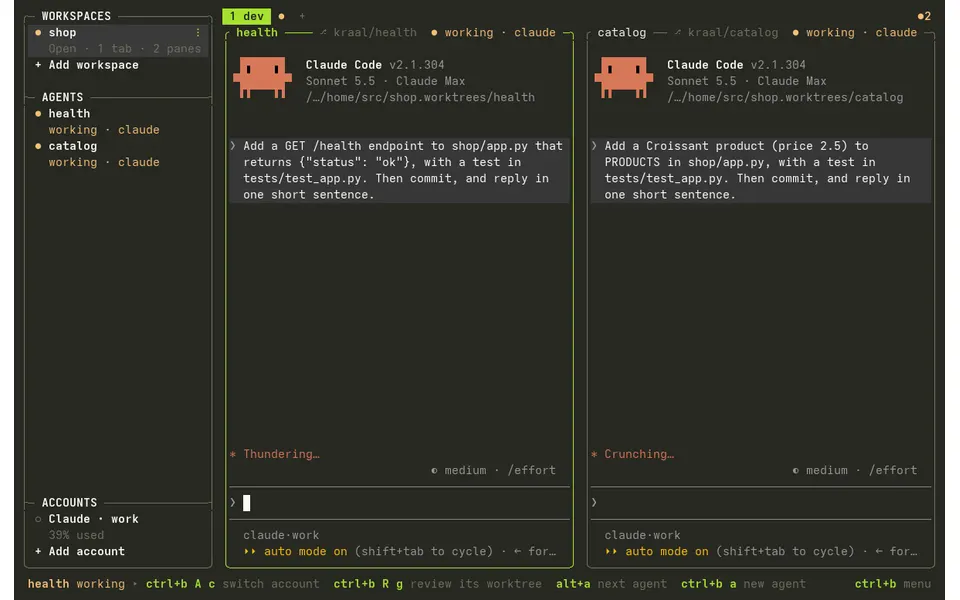 WORKSPACES
● shop ⋮
Open · 1 tab · 2 panes
+ Add workspace
AGENTS
● health
working · claude
● catalog
working · claude
ACCOUNTS
○ Claude · work
39% used
+ Add account
1 dev ● + ●2
health kraal/health ● working · claude
Claude Code v2.1.304
Sonnet 5.5 · Claude Max
/…/home/src/shop.worktrees/health
❯ Add a GET /health endpoint to shop/app.py that
returns {"status": "ok"}, with a test in
tests/test_app.py. Then commit, and reply in
one short sentence.
✻ Thundering…
◐ medium · /effort
❯
claude·work
⏵⏵ auto mode on (shift+tab to cycle) · ← for…
catalog kraal/catalog ● working · claude
Claude Code v2.1.304
Sonnet 5.5 · Claude Max
/…/home/src/shop.worktrees/catalog
❯ Add a Croissant product (price 2.5) to
PRODUCTS in shop/app.py, with a test in
tests/test_app.py. Then commit, and reply in
one short sentence.
✻ Crunching…
◐ medium · /effort
❯
claude·work
⏵⏵ auto mode on (shift+tab to cycle) · ← for…
health working ‣ ctrl+b A c switch account ctrl+b R g review its worktree alt+a next agent ctrl+b a new agent ctrl+b menu